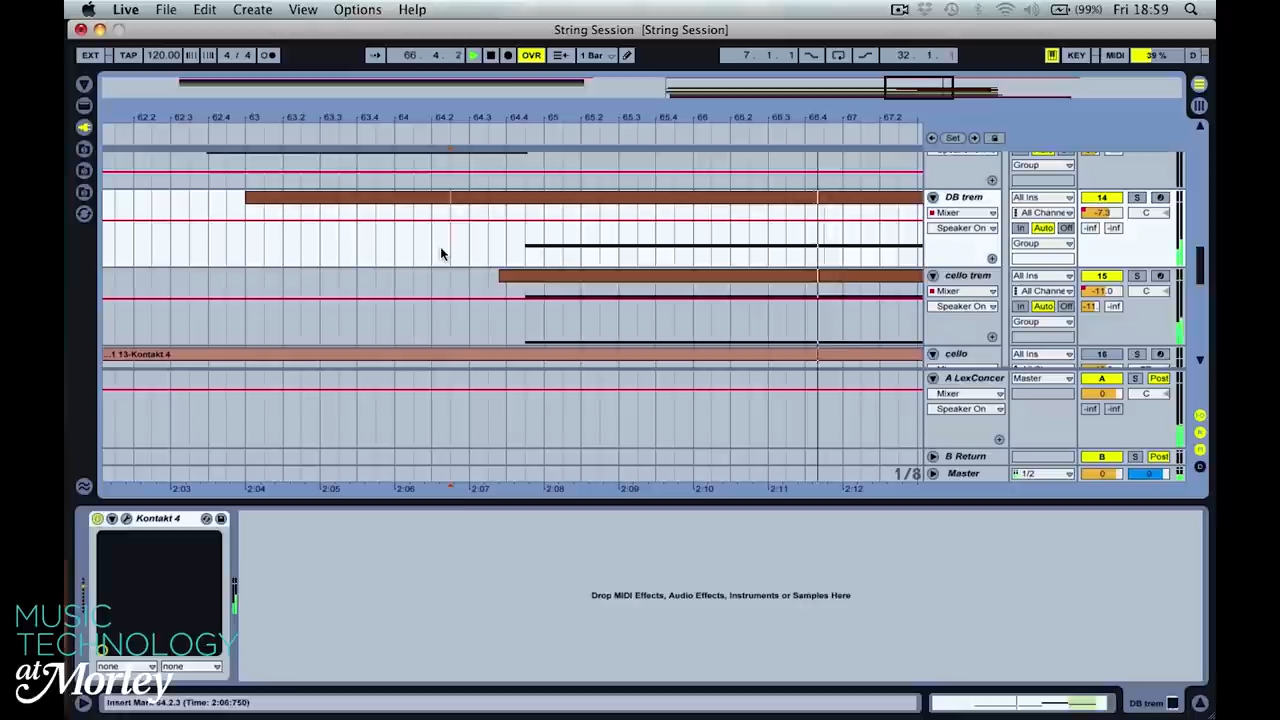 Live File Edit Create View Options Help (99%) Fri 18:59
String Session [String Session]
EXT TAP 120.00 4 / 4 66. 4. 2 OVR 1 Bar 7. 1. 1 32. 1. 1 KEY MIDI 39 % D
62.2 62.3 62.4 63 63.2 63.3 63.4 64 64.2 64.3 64.4 65 65.2 65.3 65.4 66 66.2 66.3 66.4 67 67.2
Set
Group
DB trem All Ins 14 S
Mixer All Channe -7.3 C
Speaker On In Auto Off -inf -inf
Group
cello trem All Ins 15 S
Mixer All Channe -11.0 C
Speaker On In Auto Off -11. -inf
Group
...1 13-Kontakt 4 cello All Ins 16 S
A LexConcer Master A S Post
Mixer 0 C
Speaker On -inf -inf
B Return B S Post
1/8 Master 1/2 0 0
2:03 2:04 2:05 2:06 2:07 2:08 2:09 2:10 2:11 2:12
Kontakt 4
Drop MIDI Effects, Audio Effects, Instruments or Samples Here
none none
MUSIC
TECHNOLOGY
at Morley
Insert Mark 64.2.3 (Time: 2:06:750)
DB trem